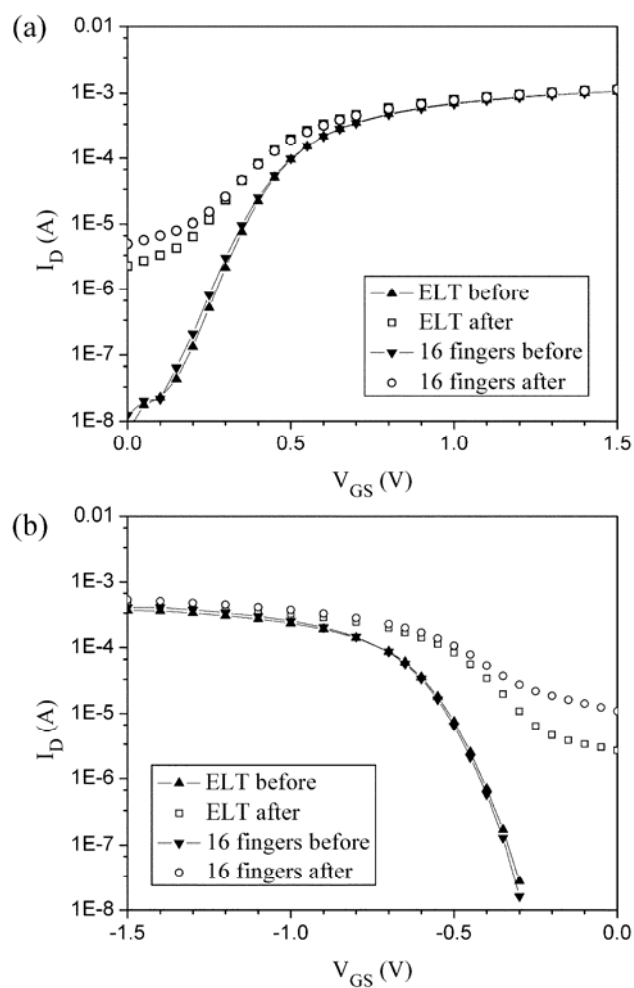 (a)
0.01
1E-3
1E-4
1E-5
1E-6
1E-7
1E-8
I_D (A)
ELT before
ELT after
16 fingers before
16 fingers after
0.0 0.5 1.0 1.5
V_GS (V)
(b)
0.01
1E-3
1E-4
1E-5
1E-6
1E-7
1E-8
I_D (A)
ELT before
ELT after
16 fingers before
16 fingers after
-1.5 -1.0 -0.5 0.0
V_GS (V)